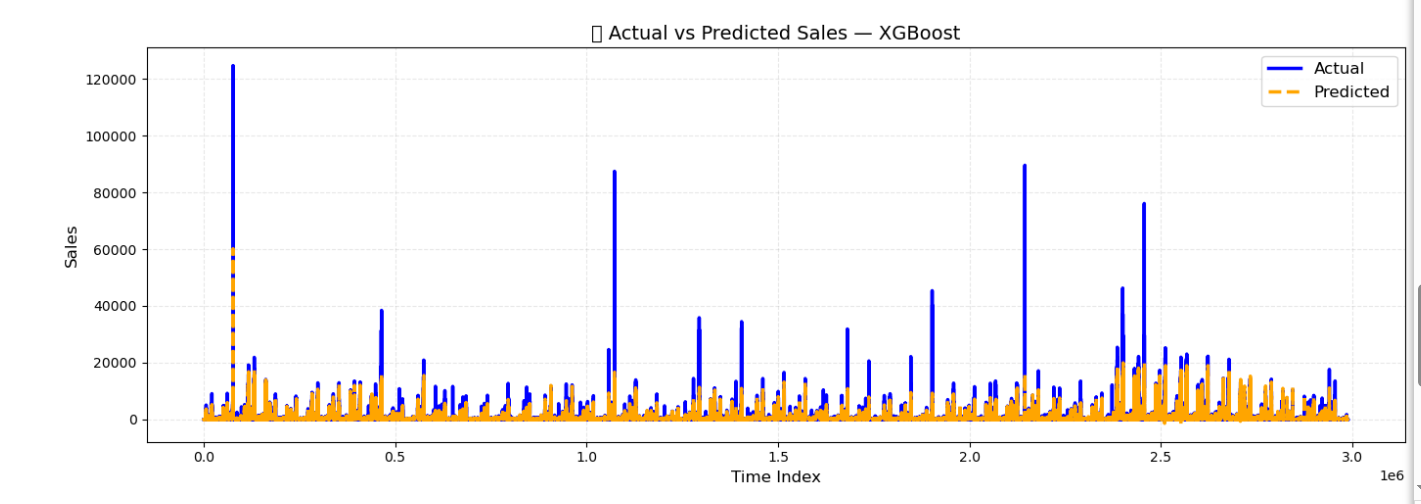 ▯ Actual vs Predicted Sales — XGBoost
Actual
Predicted
120000
100000
80000
60000
40000
20000
0
Sales
0.0 0.5 1.0 1.5 2.0 2.5 3.0
1e6
Time Index